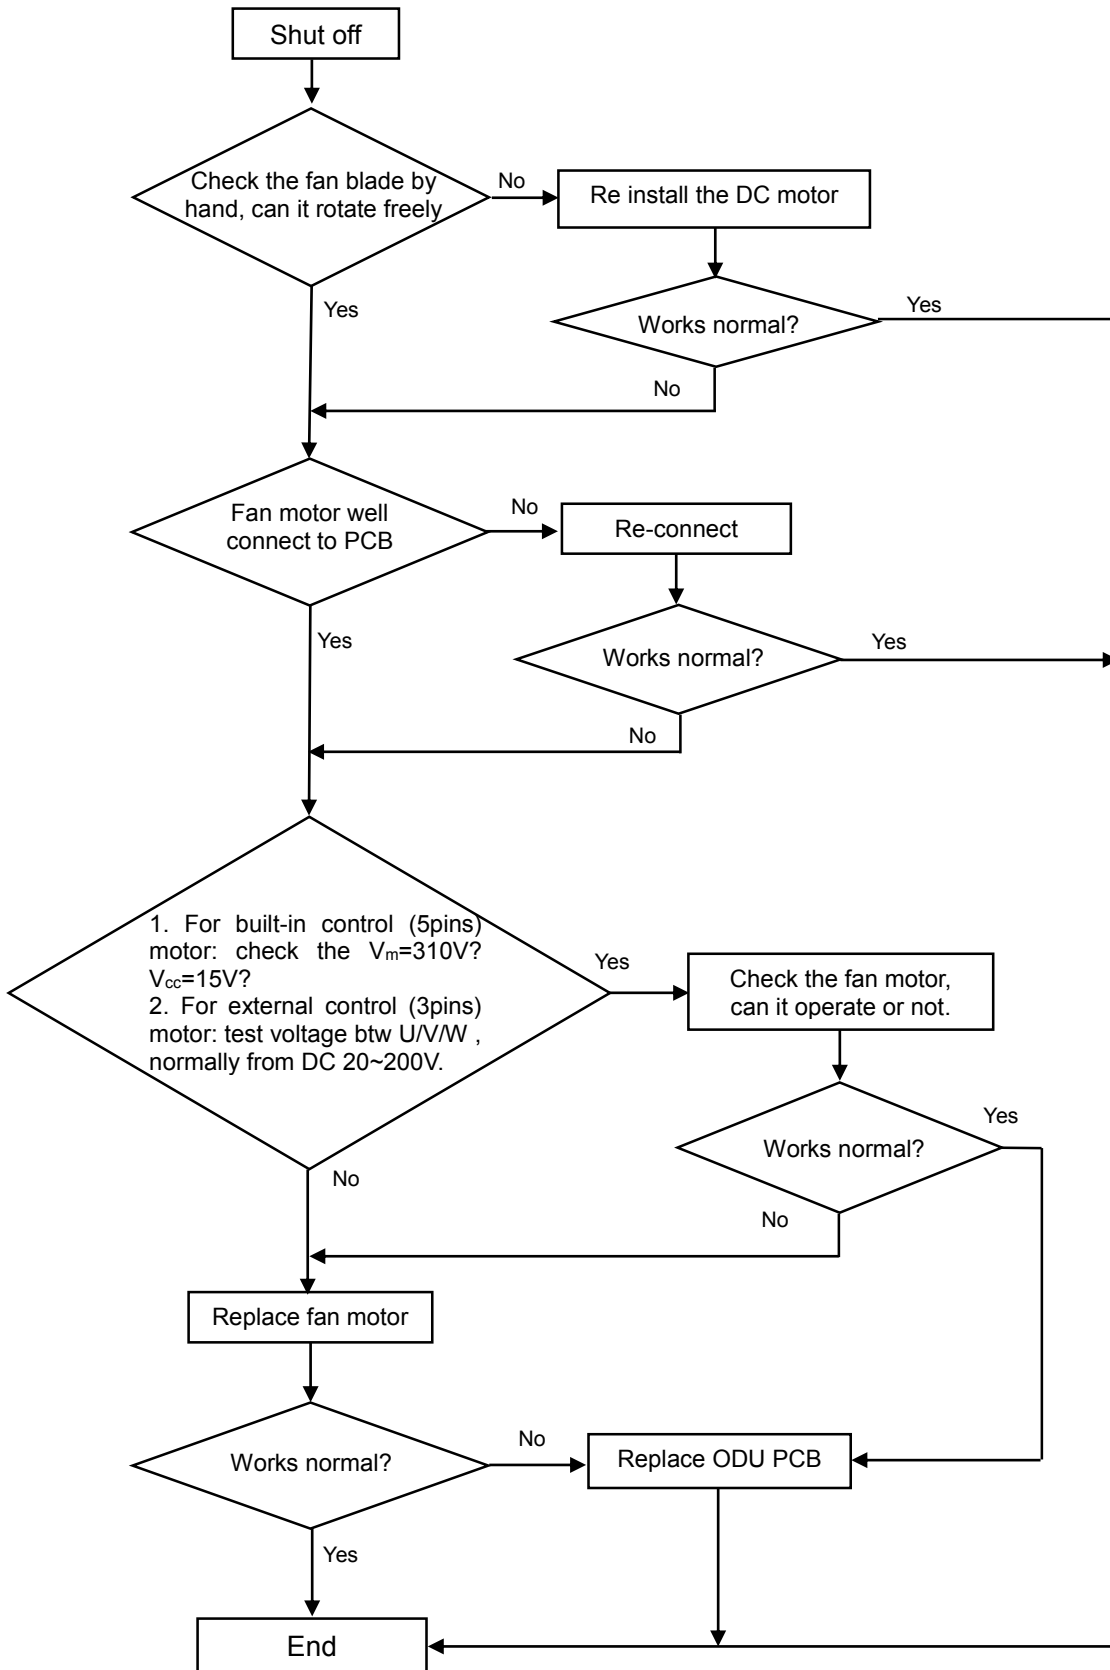 Shut off
Check the fan blade by
hand, can it rotate freely
No
Re install the DC motor
Yes
Works normal?
Yes
No
Fan motor well
connect to PCB
No
Re-connect
Yes
Works normal?
Yes
No
1. For built-in control (5pins)
motor: check the Vm=310V?
Vcc=15V?
2. For external control (3pins)
motor: test voltage btw U/V/W ,
normally from DC 20~200V.
Yes
Check the fan motor,
can it operate or not.
No
Works normal?
Yes
No
Replace fan motor
Works normal?
No
Replace ODU PCB
Yes
End